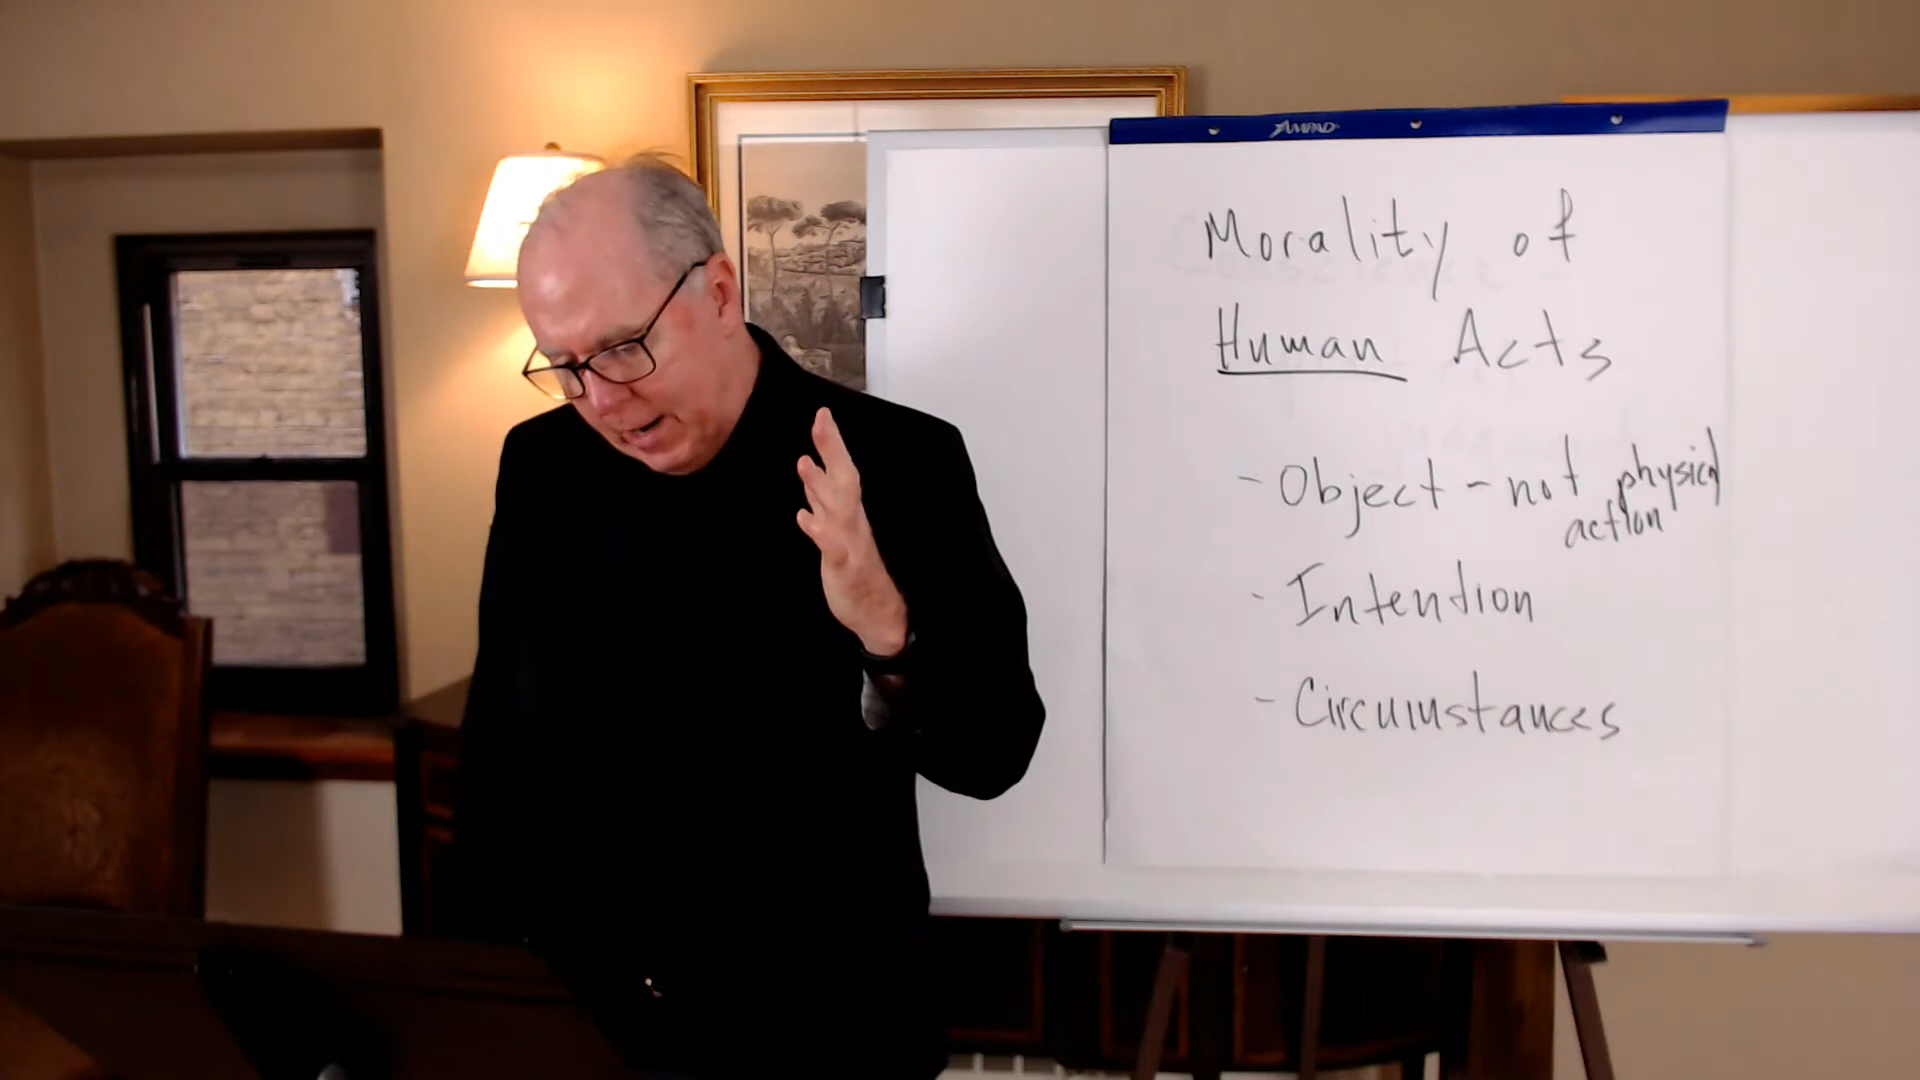 AMPAD
Morality of
Human Acts
- Object - not physical
action
- Intention
- Circumstances